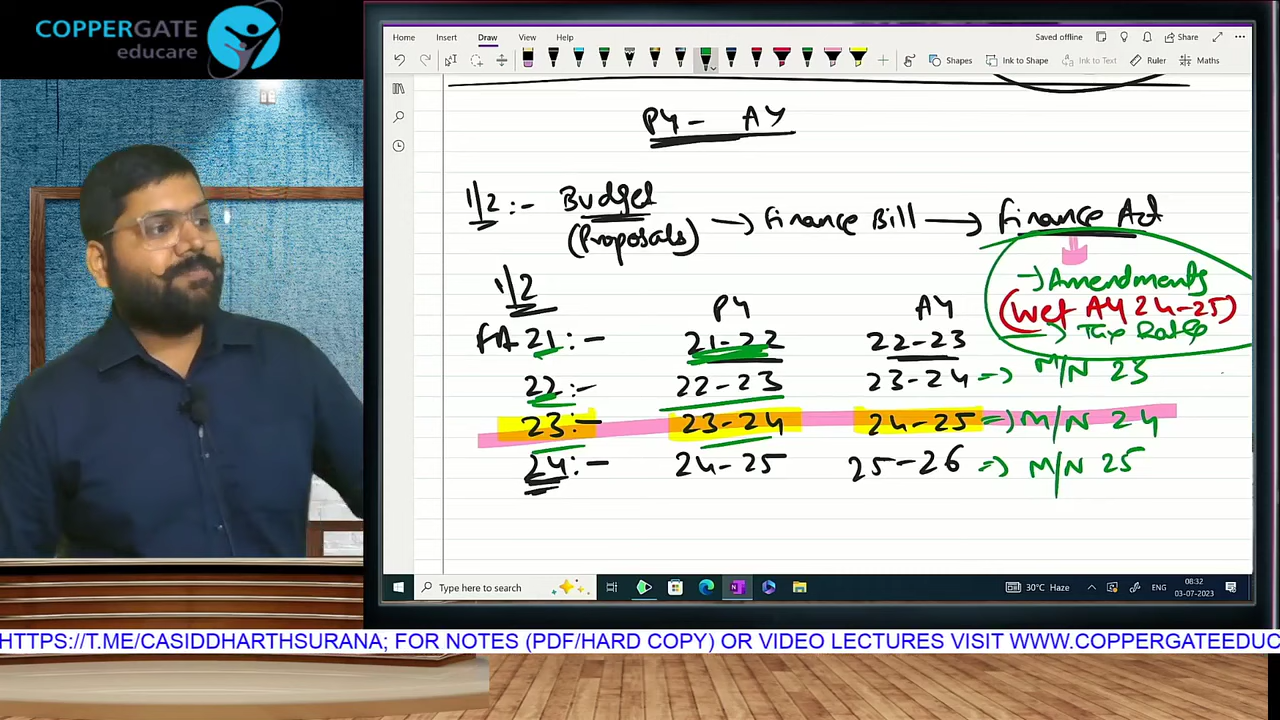 COPPERGATE
educare
Home Insert Draw View Help
Saved offline Share
Shapes Ink to Shape Ink to Text Ruler Maths
PY - AY
1/2 :- Budget
(Proposals) → Finance Bill → Finance Act
→ Amendments
(wef AY 24-25)
→ Tax Rates
1/2
PY AY
FA 21 :- 21-22 22-23
22 :- 22-23 23-24 => M/N 23
23 :- 23-24 24-25 => M/N 24
24 :- 24-25 25-26 => M/N 25
Type here to search
30°C Haze ENG 08:32
03-07-2023
HTTPS://T.ME/CASIDDHARTHSURANA; FOR NOTES (PDF/HARD COPY) OR VIDEO LECTURES VISIT WWW.COPPERGATEEDUC